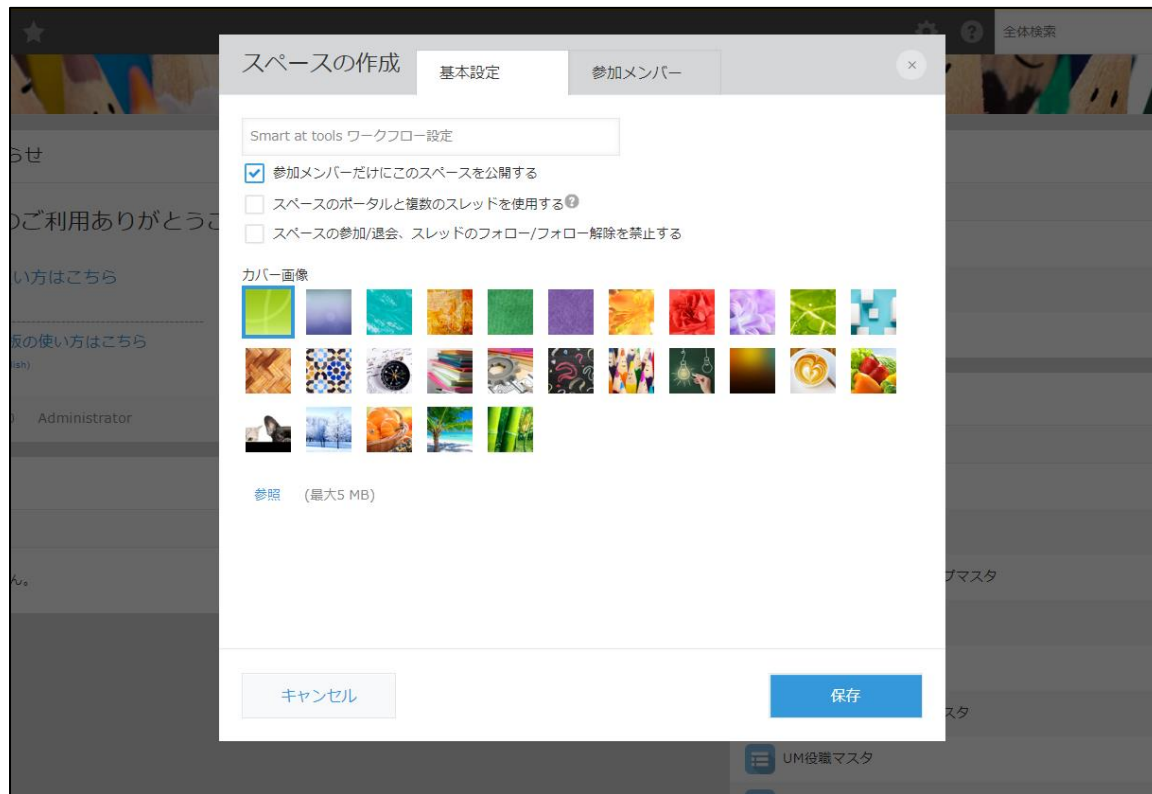 全体検索
スペースの作成
基本設定
参加メンバー
Smart at tools ワークフロー設定
参加メンバーだけにこのスペースを公開する
スペースのポータルと複数のスレッドを使用する
スペースの参加/退会、スレッドのフォロー/フォロー解除を禁止する
カバー画像
参照 (最大5 MB)
キャンセル
保存
らせ
のご利用ありがとうご
い方はこちら
版の使い方はこちら
ish)
Administrator
ん。
プマスタ
スタ
UM役職マスタ